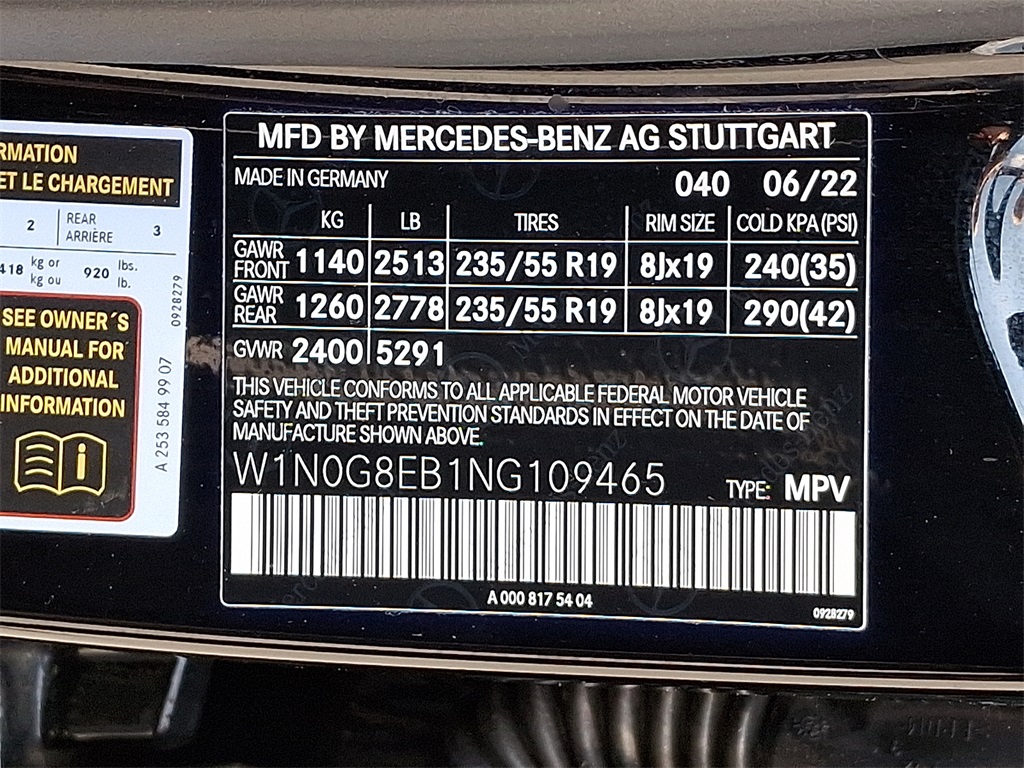 RMATION
ET LE CHARGEMENT
2 REAR ARRIÈRE 3
418 kg or kg ou 920 lbs. lb.
SEE OWNER´S
MANUAL FOR
ADDITIONAL
INFORMATION
i
0928279
A 253 584 99 07
MFD BY MERCEDES-BENZ AG STUTTGART
MADE IN GERMANY 040 06/22
KG LB TIRES RIM SIZE COLD KPA (PSI)
GAWR FRONT 1140 2513 235/55 R19 8Jx19 240(35)
GAWR REAR 1260 2778 235/55 R19 8Jx19 290(42)
GVWR 2400 5291
THIS VEHICLE CONFORMS TO ALL APPLICABLE FEDERAL MOTOR VEHICLE
SAFETY AND THEFT PREVENTION STANDARDS IN EFFECT ON THE DATE OF
MANUFACTURE SHOWN ABOVE.
W1N0G8EB1NG109465 TYPE: MPV
A 000 817 54 04
0928279